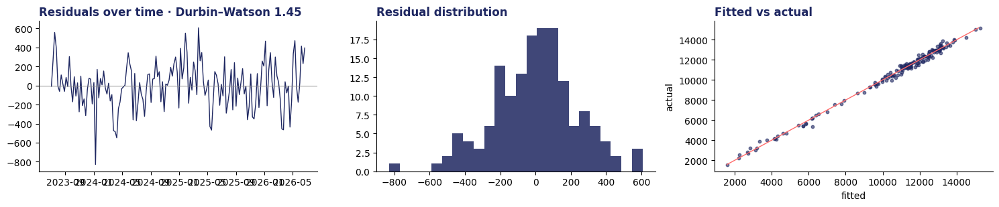 Residuals over time · Durbin–Watson 1.45
600
400
200
0
−200
−400
−600
−800
2023-09 2024-01 2024-05 2024-09 2025-01 2025-05 2025-09 2026-01 2026-05
Residual distribution
17.5
15.0
12.5
10.0
7.5
5.0
2.5
0.0
−800 −600 −400 −200 0 200 400 600
Fitted vs actual
actual
14000
12000
10000
8000
6000
4000
2000
2000 4000 6000 8000 10000 12000 14000
fitted